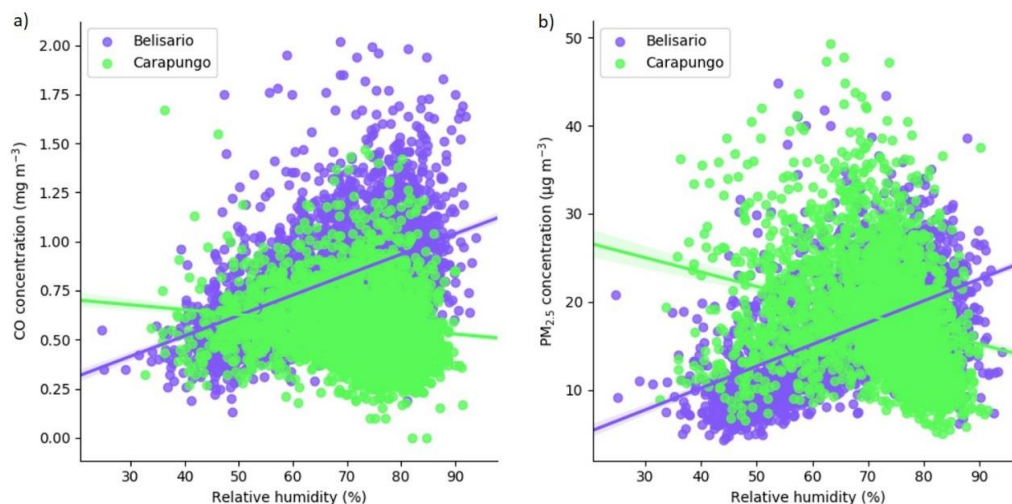 a)
Belisario
Carapungo
2.00
1.75
1.50
1.25
1.00
0.75
0.50
0.25
0.00
CO concentration (mg m⁻³)
30 40 50 60 70 80 90
Relative humidity (%)
b)
Belisario
Carapungo
50
40
30
20
10
PM₂.₅ concentration (µg m⁻³)
30 40 50 60 70 80 90
Relative humidity (%)